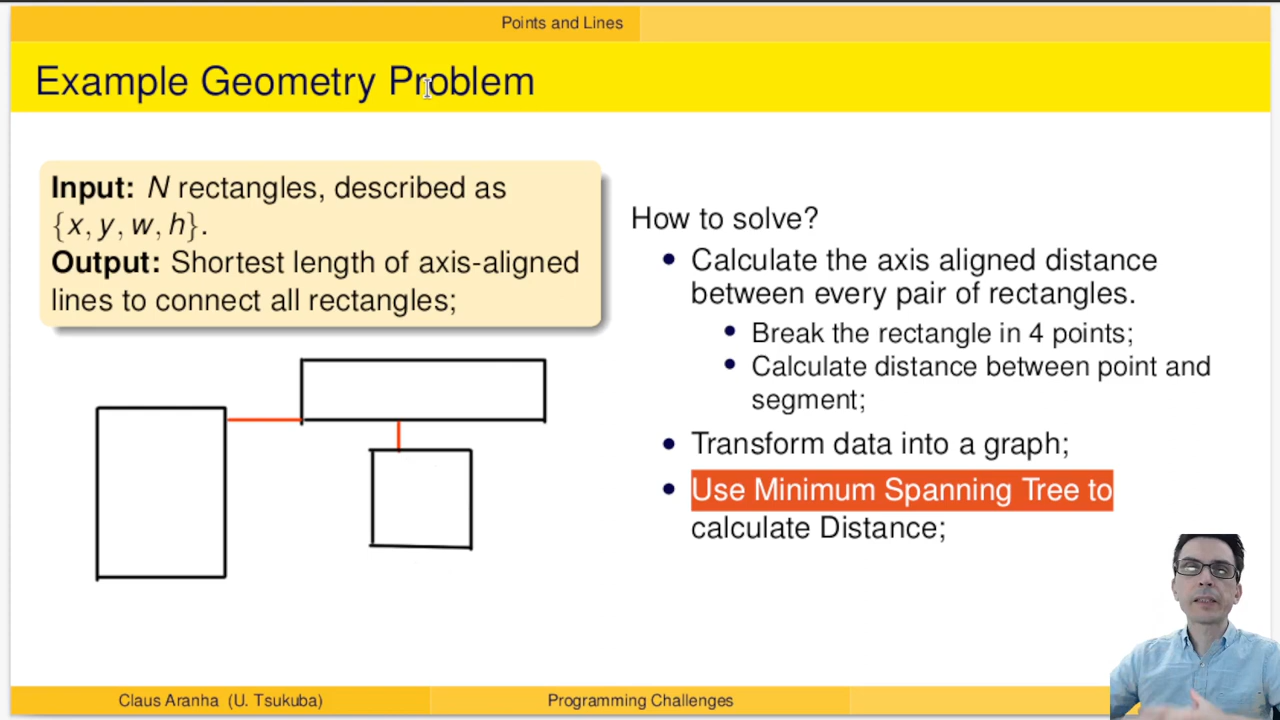 Points and Lines
Example Geometry Problem
Input: N rectangles, described as
{x, y, w, h}.
Output: Shortest length of axis-aligned
lines to connect all rectangles;
How to solve?
• Calculate the axis aligned distance
between every pair of rectangles.
• Break the rectangle in 4 points;
• Calculate distance between point and
segment;
• Transform data into a graph;
• Use Minimum Spanning Tree to
calculate Distance;
Claus Aranha (U. Tsukuba)
Programming Challenges